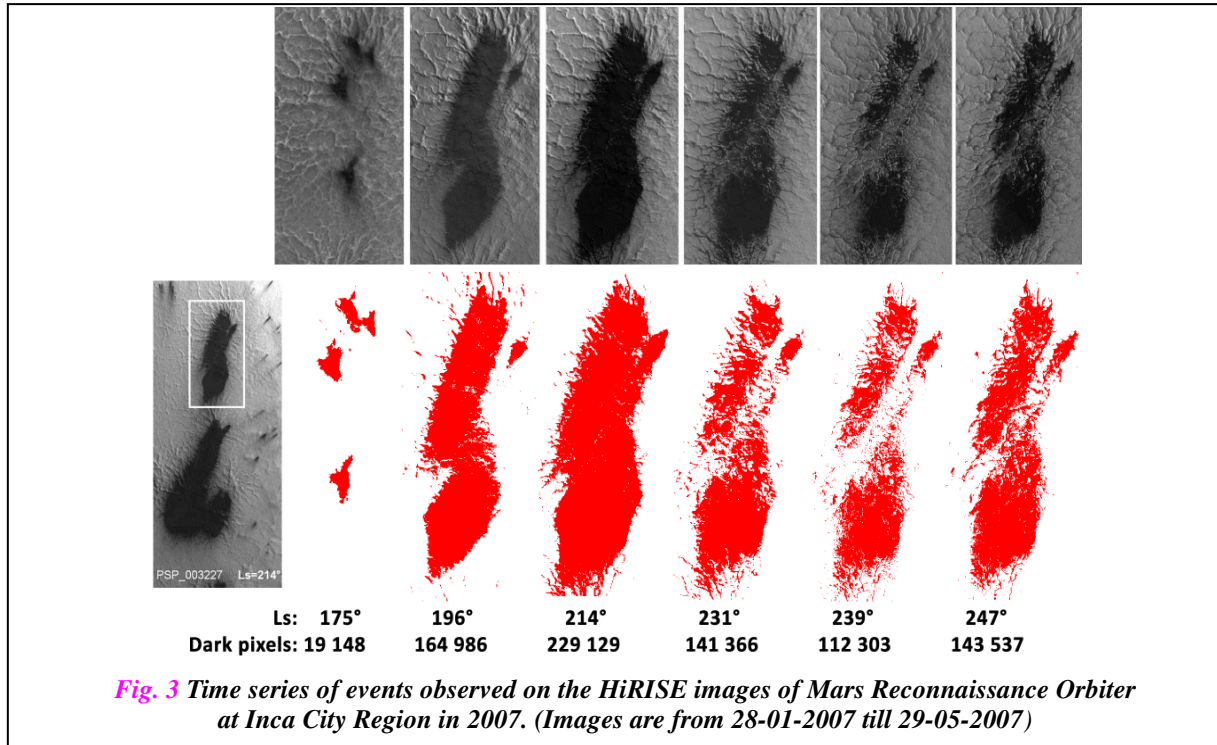 PSP_003227 Ls=214°
Ls: 175° 196° 214° 231° 239° 247°
Dark pixels: 19 148 164 986 229 129 141 366 112 303 143 537
Fig. 3 Time series of events observed on the HiRISE images of Mars Reconnaissance Orbiter
at Inca City Region in 2007. (Images are from 28-01-2007 till 29-05-2007)